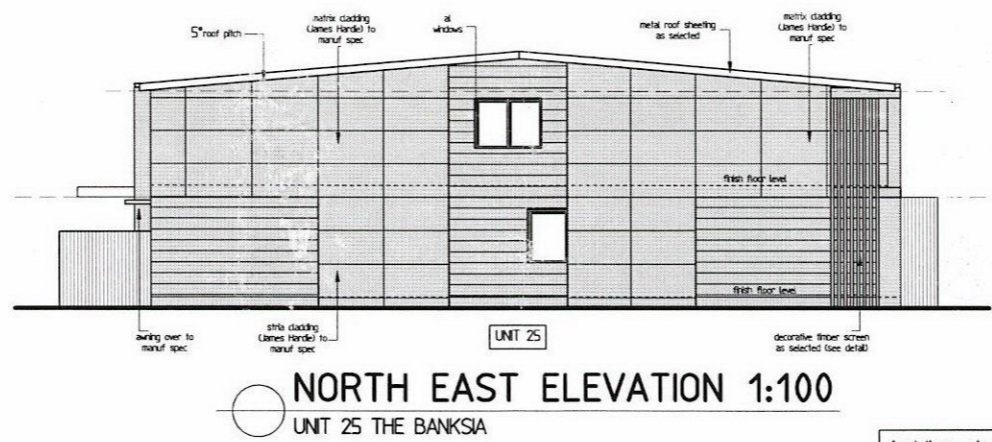 5° roof pitch
matrix cladding
(James Hardie) to
manuf spec
al
windows
metal roof sheeting
as selected
matrix cladding
(James Hardie) to
manuf spec
finish floor level
finish floor level
awning over to
manuf spec
stria cladding
(James Hardie) to
manuf spec
UNIT 25
decorative timber screen
as selected (see detail)
NORTH EAST ELEVATION 1:100
UNIT 25 THE BANKSIA